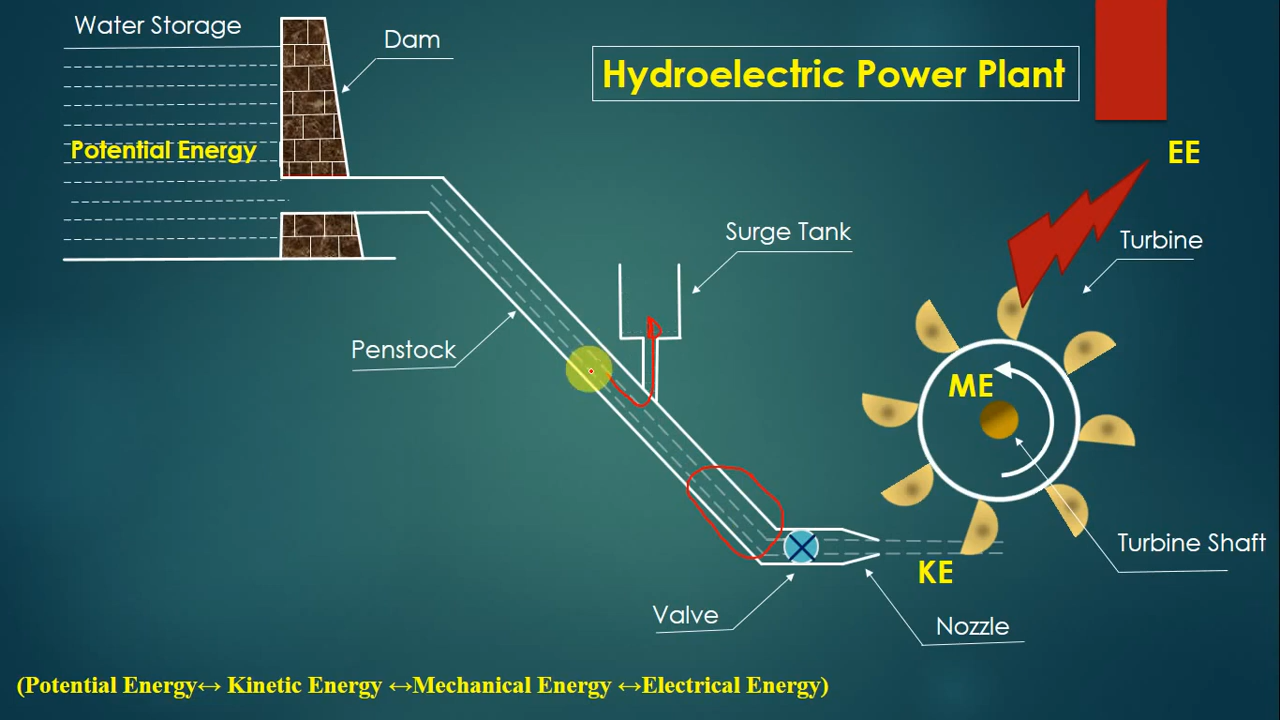 Water Storage
Dam
Hydroelectric Power Plant
Potential Energy
EE
Surge Tank
Turbine
Penstock
ME
Turbine Shaft
KE
Valve
Nozzle
(Potential Energy↔ Kinetic Energy ↔Mechanical Energy ↔Electrical Energy)